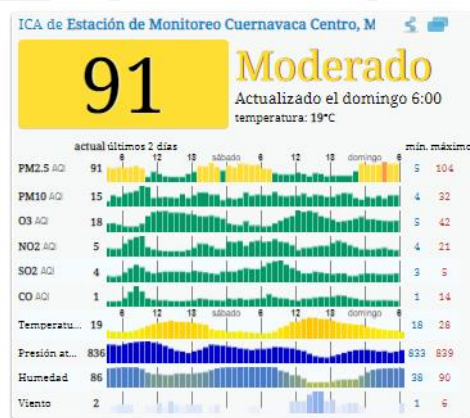 ICA de Estación de Monitoreo Cuernavaca Centro, M
91
Moderado
Actualizado el domingo 6:00
temperatura: 19°C
actual últimos 2 días min. máximo
6 12 18 sábado 6 12 18 domingo 6
PM2.5 AQI 91 5 104
PM10 AQI 15 4 32
O3 AQI 18 5 42
NO2 AQI 5 4 21
SO2 AQI 4 3 5
CO AQI 1 1 14
6 12 18 sábado 6 12 18 domingo 6
Temperatu... 19 18 28
Presión at... 836 833 839
Humedad 86 38 90
Viento 2 1 6